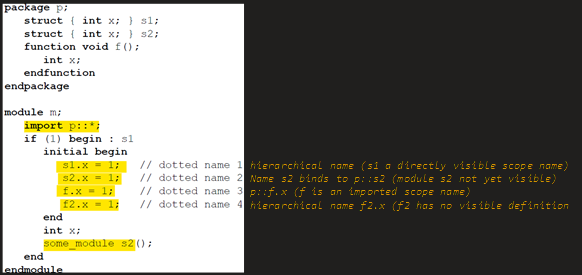 package p;
struct { int x; } s1;
struct { int x; } s2;
function void f();
int x;
endfunction
endpackage
module m;
import p::*;
if (1) begin : s1
initial begin
s1.x = 1; // dotted name 1 hierarchical name (s1 a directly visible scope name)
s2.x = 1; // dotted name 2 Name s2 binds to p::s2 (module s2 not yet visible)
f.x = 1; // dotted name 3 p::f.x (f is an imported scope name)
f2.x = 1; // dotted name 4 hierarchical name f2.x (f2 has no visible definition
end
int x;
some_module s2();
end
endmodule